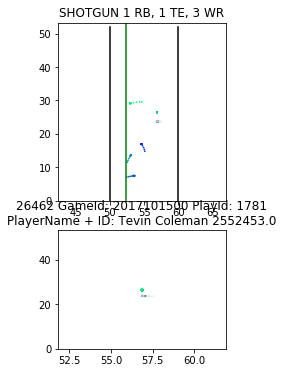 SHOTGUN 1 RB, 1 TE, 3 WR
50
40
30
20
10
0
45 50 55 60 65
26462 GameId: 2017101500 PlayId: 1781
PlayerName + ID: Tevin Coleman 2552453.0
40
20
0
52.5 55.0 57.5 60.0